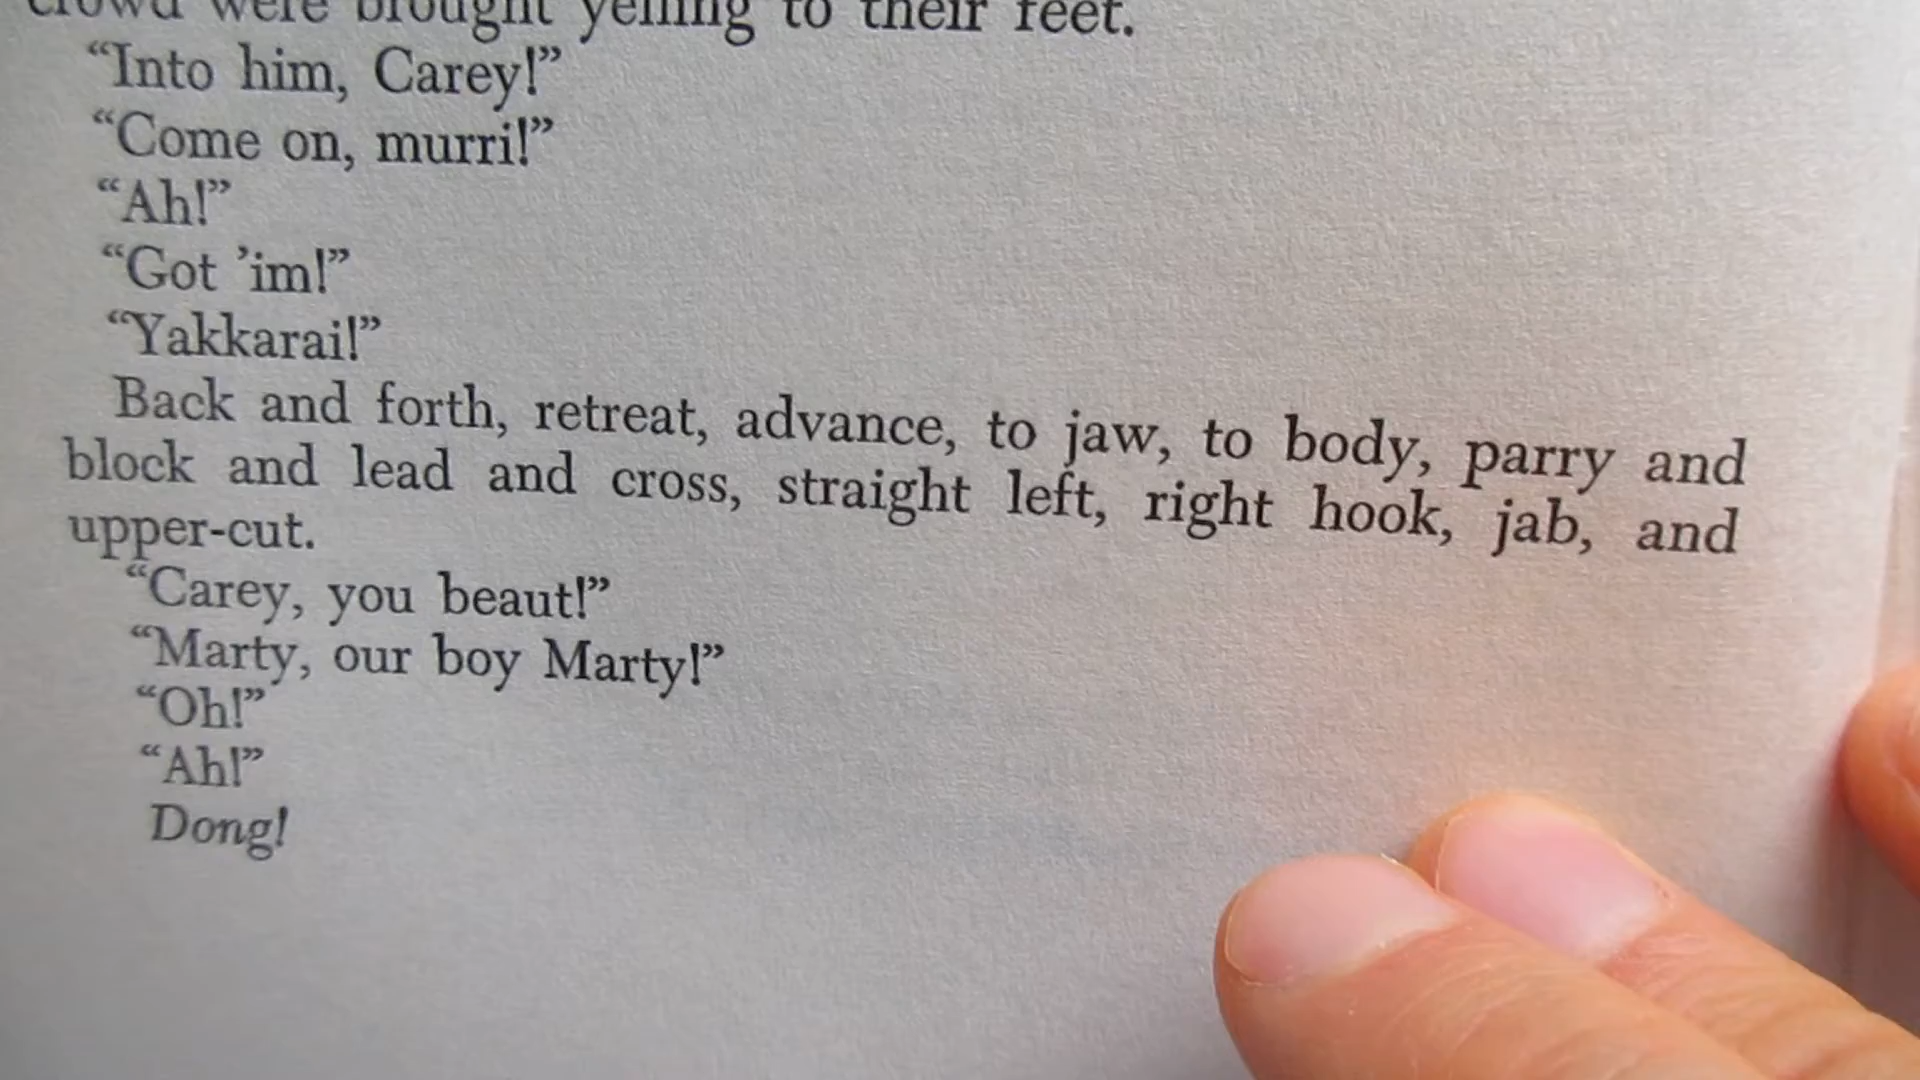 crowd were brought yelling to their feet.
“Into him, Carey!”
“Come on, murri!”
“Ah!”
“Got ’im!”
“Yakkarai!”
Back and forth, retreat, advance, to jaw, to body, parry and
block and lead and cross, straight left, right hook, jab, and
upper-cut.
“Carey, you beaut!”
“Marty, our boy Marty!”
“Oh!”
“Ah!”
Dong!